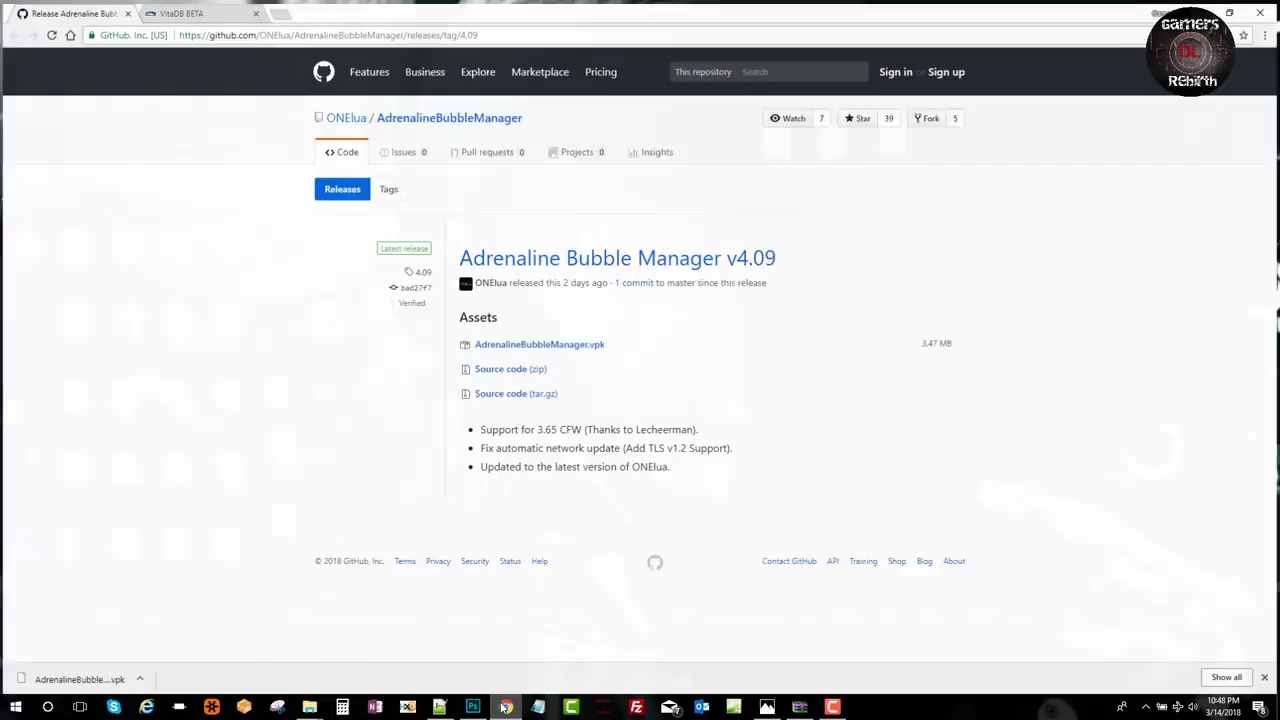 Release Adrenaline Bubble
VitaDB BETA
GitHub, Inc. [US]
https://github.com/ONElua/AdrenalineBubbleManager/releases/tag/4.09
GamerS
DL
REbirth
Features
Business
Explore
Marketplace
Pricing
This repository
Search
Sign in or Sign up
ONElua / AdrenalineBubbleManager
Watch 7
Star 39
Fork 5
Code
Issues 0
Pull requests 0
Projects 0
Insights
Releases
Tags
Latest release
4.09
bad27f7
Verified
Adrenaline Bubble Manager v4.09
ONElua released this 2 days ago · 1 commit to master since this release
Assets
AdrenalineBubbleManager.vpk
3.47 MB
Source code (zip)
Source code (tar.gz)
Support for 3.65 CFW (Thanks to Lecheerman).
Fix automatic network update (Add TLS v1.2 Support).
Updated to the latest version of ONElua.
© 2018 GitHub, Inc.
Terms
Privacy
Security
Status
Help
Contact GitHub
API
Training
Shop
Blog
About
AdrenalineBubble....vpk
Show all
10:48 PM
3/14/2018